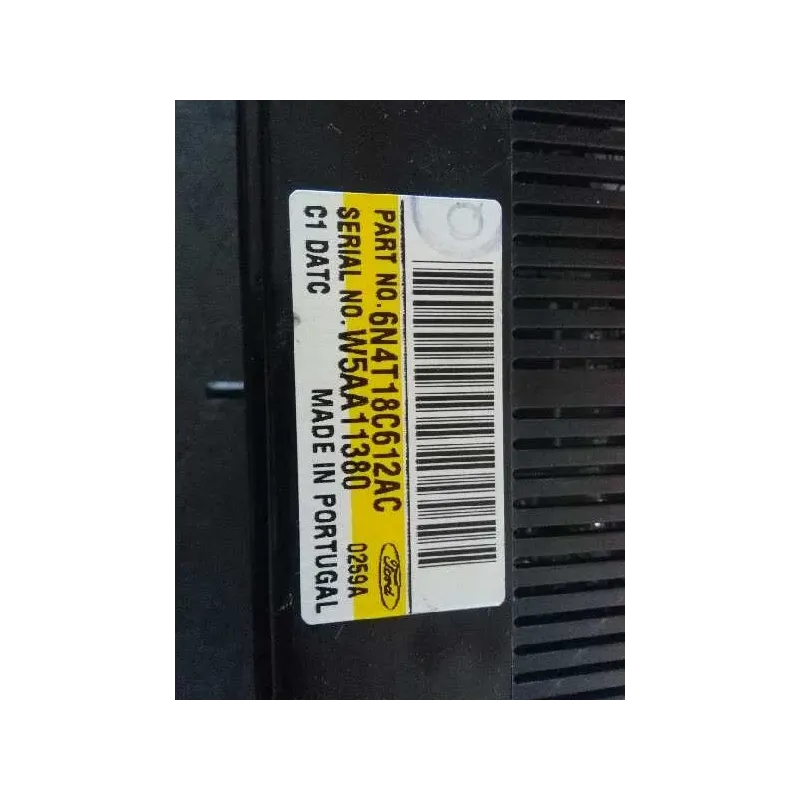 PART NO. 6N4T18C612AC
SERIAL NO. W5AA11380
C1 DATC
MADE IN PORTUGAL
0259A
Ford